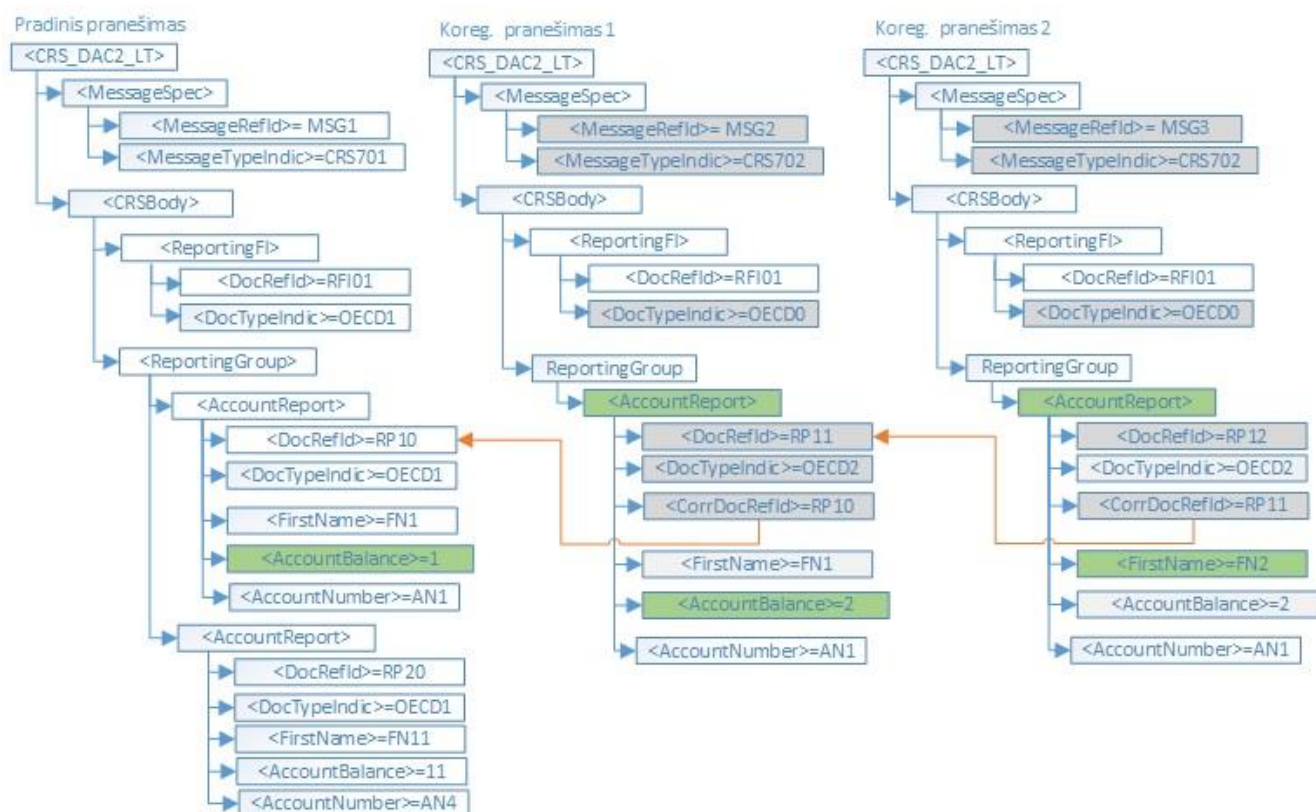 Pradinis pranešimas
<CRS_DAC2_LT>
<MessageSpec>
<MessageRefId>= MSG1
<MessageTypeIndic>=CRS701
<CRSBody>
<ReportingFI>
<DocRefId>=RFI01
<DocTypeIndic>=OECD1
<ReportingGroup>
<AccountReport>
<DocRefId>=RP10
<DocTypeIndic>=OECD1
<FirstName>=FN1
<AccountBalance>=1
<AccountNumber>=AN1
<AccountReport>
<DocRefId>=RP20
<DocTypeIndic>=OECD1
<FirstName>=FN11
<AccountBalance>=11
<AccountNumber>=AN4
Koreg. pranešimas 1
<CRS_DAC2_LT>
<MessageSpec>
<MessageRefId>= MSG2
<MessageTypeIndic>=CRS702
<CRSBody>
<ReportingFI>
<DocRefId>=RFI01
<DocTypeIndic>=OECD0
ReportingGroup
<AccountReport>
<DocRefId>=RP11
<DocTypeIndic>=OECD2
<CorrDocRefId>=RP10
<FirstName>=FN1
<AccountBalance>=2
<AccountNumber>=AN1
Koreg. pranešimas 2
<CRS_DAC2_LT>
<MessageSpec>
<MessageRefId>= MSG3
<MessageTypeIndic>=CRS702
<CRSBody>
<ReportingFI>
<DocRefId>=RFI01
<DocTypeIndic>=OECD0
ReportingGroup
<AccountReport>
<DocRefId>=RP12
<DocTypeIndic>=OECD2
<CorrDocRefId>=RP11
<FirstName>=FN2
<AccountBalance>=2
<AccountNumber>=AN1